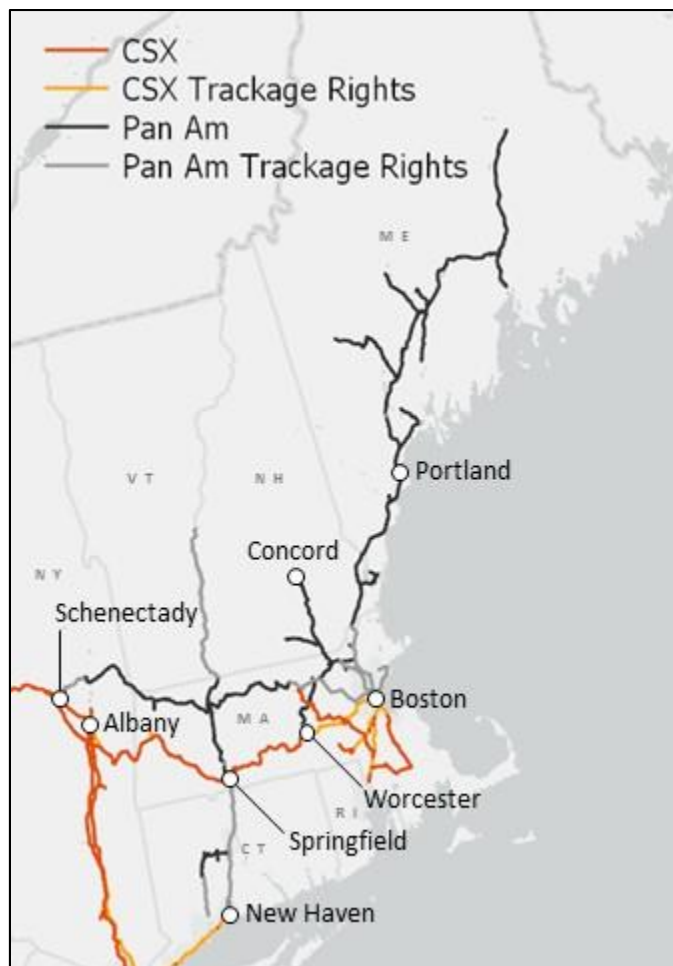 CSX
CSX Trackage Rights
Pan Am
Pan Am Trackage Rights
ME
Portland
VT
NH
Concord
NY
Schenectady
Boston
Albany
MA
Worcester
RI
Springfield
CT
New Haven